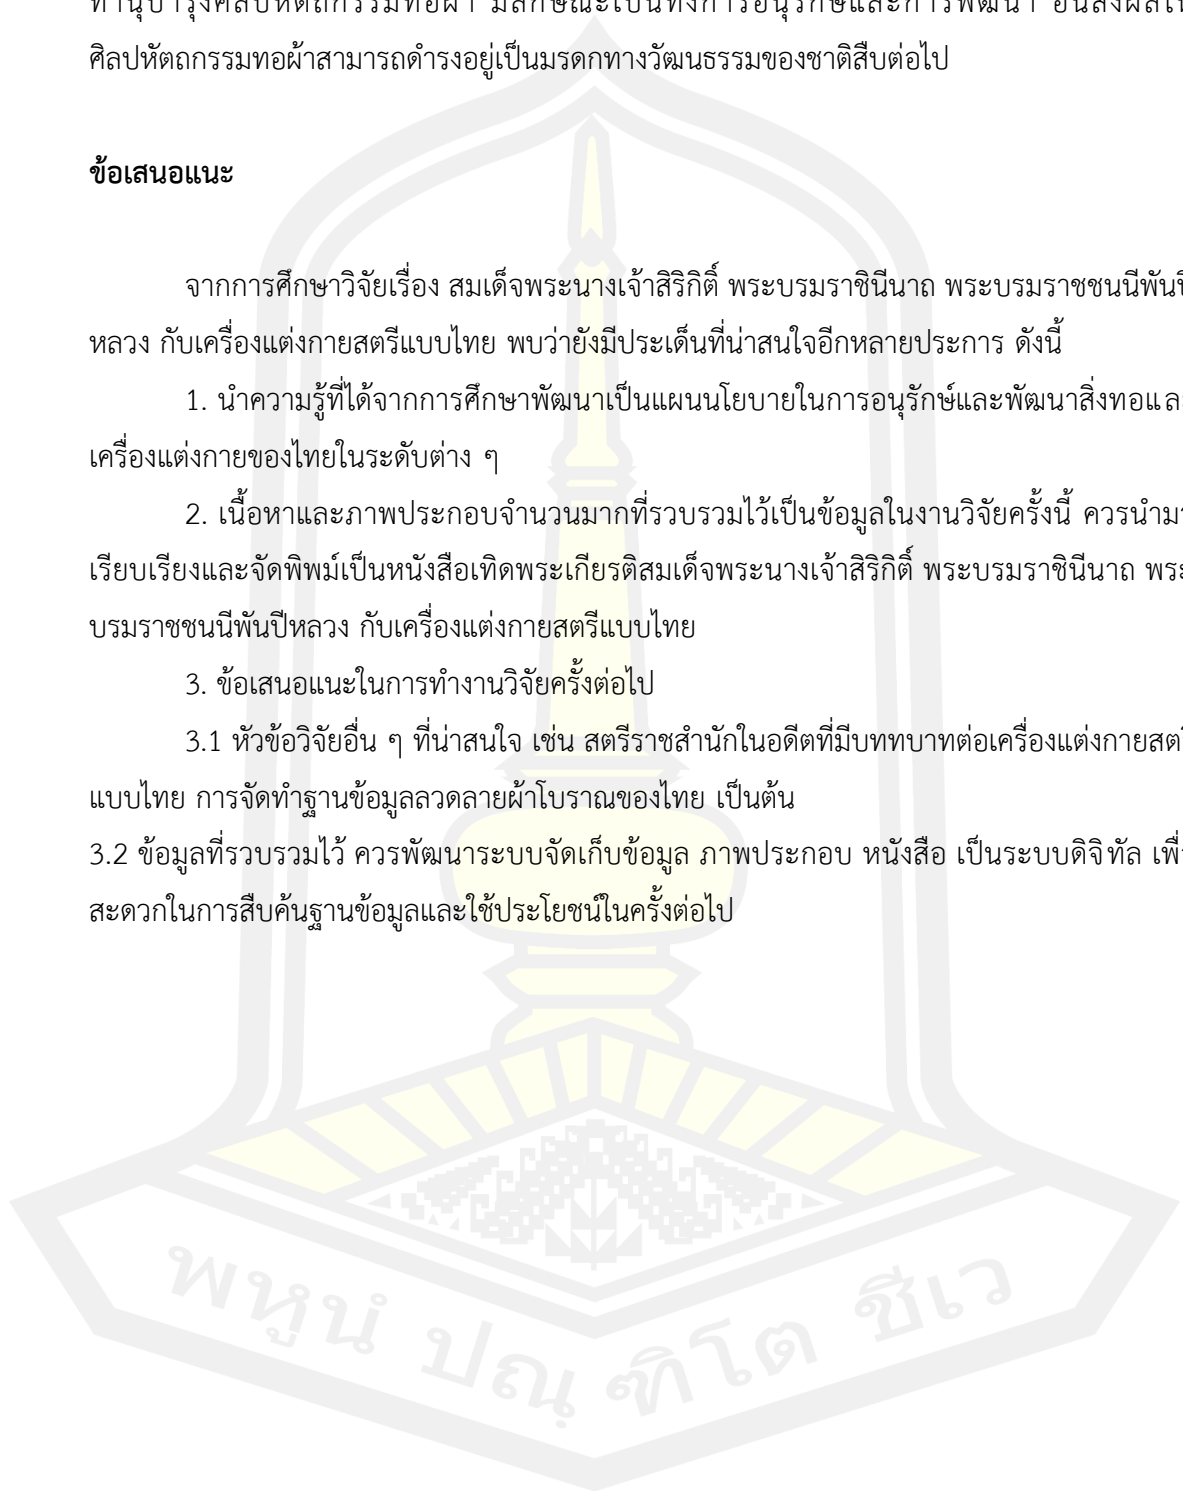 ศิลปหัตถกรรมทอผ้าสามารถดำรงอยู่เป็นมรดกทางวัฒนธรรมของชาติสืบต่อไป
ข้อเสนอแนะ
จากการศึกษาวิจัยเรื่อง สมเด็จพระนางเจ้าสิริกิติ์ พระบรมราชินีนาถ พระบรมราชชนนีพันปี
หลวง กับเครื่องแต่งกายสตรีแบบไทย พบว่ายังมีประเด็นที่น่าสนใจอีกหลายประการ ดังนี้
1. นำความรู้ที่ได้จากการศึกษาพัฒนาเป็นแผนนโยบายในการอนุรักษ์และพัฒนาสิ่งทอและ
เครื่องแต่งกายของไทยในระดับต่าง ๆ
2. เนื้อหาและภาพประกอบจำนวนมากที่รวบรวมไว้เป็นข้อมูลในงานวิจัยครั้งนี้ ควรนำมา
เรียบเรียงและจัดพิพม์เป็นหนังสือเทิดพระเกียรติสมเด็จพระนางเจ้าสิริกิติ์ พระบรมราชินีนาถ พระ
บรมราชชนนีพันปีหลวง กับเครื่องแต่งกายสตรีแบบไทย
3. ข้อเสนอแนะในการทำงานวิจัยครั้งต่อไป
3.1 หัวข้อวิจัยอื่น ๆ ที่น่าสนใจ เช่น สตรีราชสำนักในอดีตที่มีบททบาทต่อเครื่องแต่งกายสตรี
แบบไทย การจัดทำฐานข้อมูลลวดลายผ้าโบราณของไทย เป็นต้น
3.2 ข้อมูลที่รวบรวมไว้ ควรพัฒนาระบบจัดเก็บข้อมูล ภาพประกอบ หนังสือ เป็นระบบดิจิทัล เพื่อ
สะดวกในการสืบค้นฐานข้อมูลและใช้ประโยชน์ในครั้งต่อไป
พหูนํ ปณฺฑิโต ชีเว